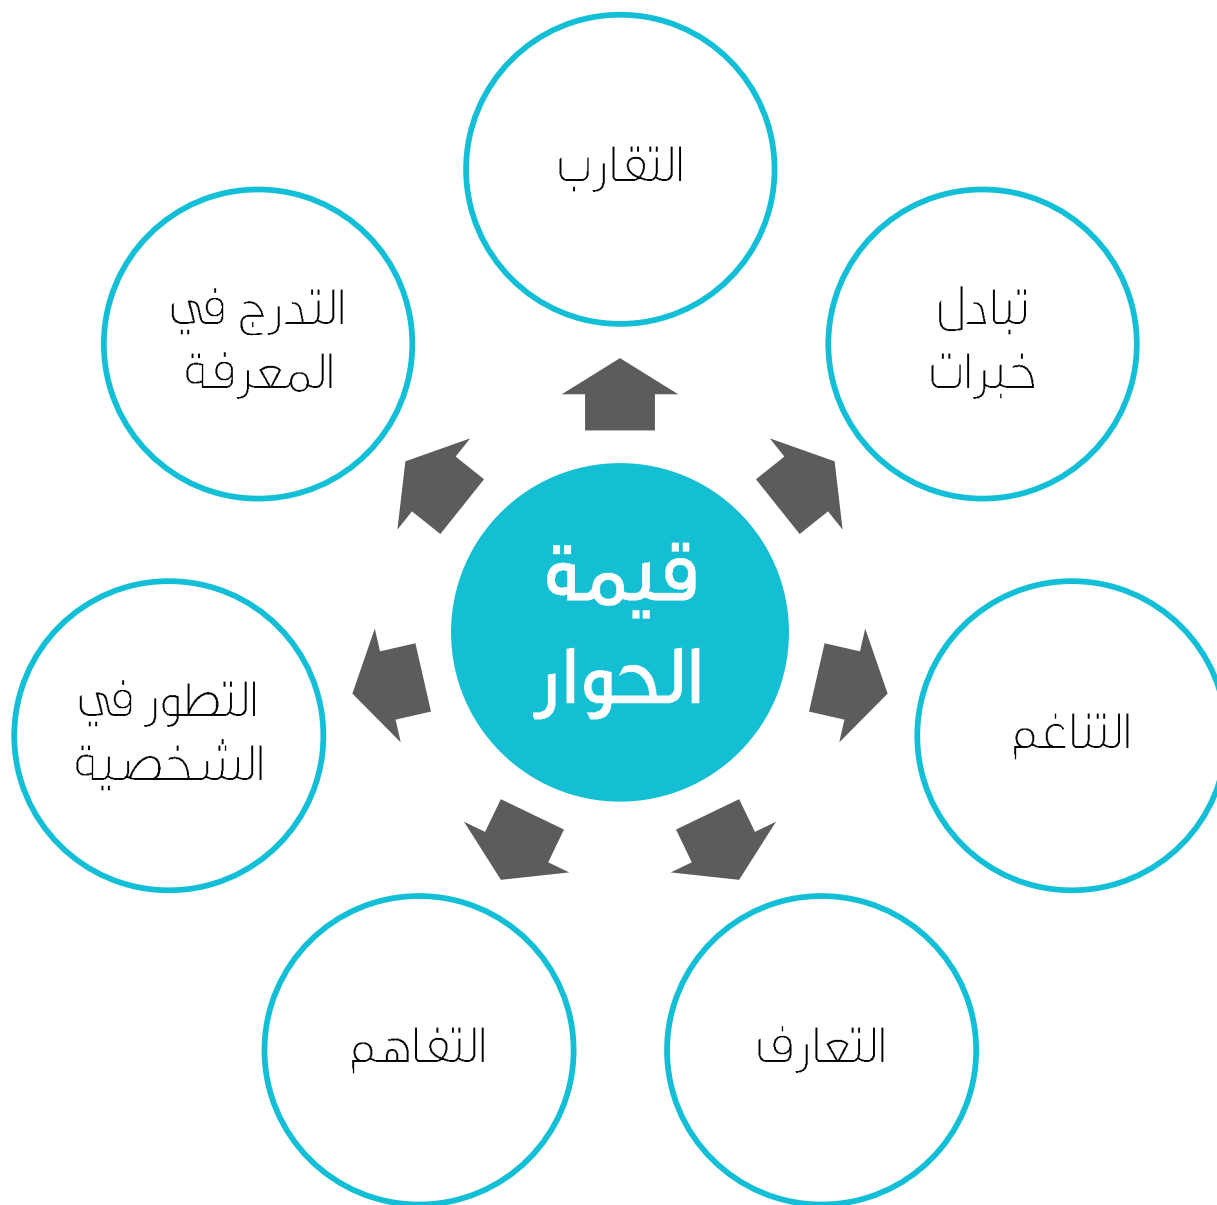 قيمة
الحوار
التقارب
تبادل
خبرات
التناغم
التعارف
التفاهم
التطور في
الشخصية
التدرج في
المعرفة